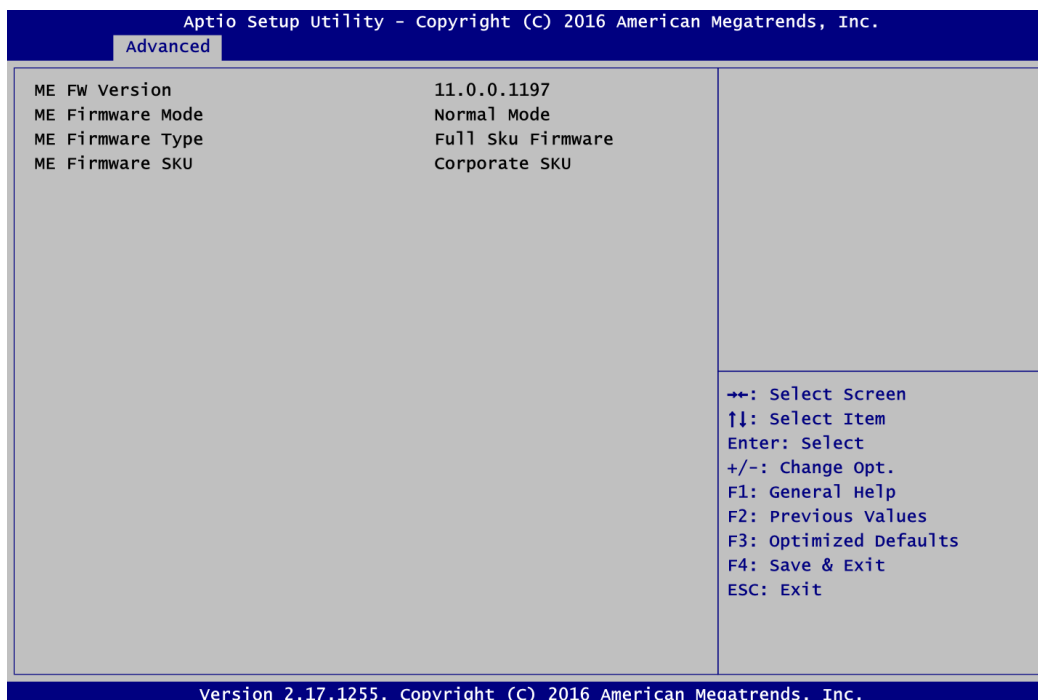 Aptio Setup Utility - Copyright (C) 2016 American Megatrends, Inc.
Advanced
ME FW Version 11.0.0.1197
ME Firmware Mode Normal Mode
ME Firmware Type Full Sku Firmware
ME Firmware SKU Corporate SKU
→←: Select Screen
↑↓: Select Item
Enter: Select
+/-: Change Opt.
F1: General Help
F2: Previous Values
F3: Optimized Defaults
F4: Save & Exit
ESC: Exit
Version 2.17.1255. Copyright (C) 2016 American Megatrends, Inc.